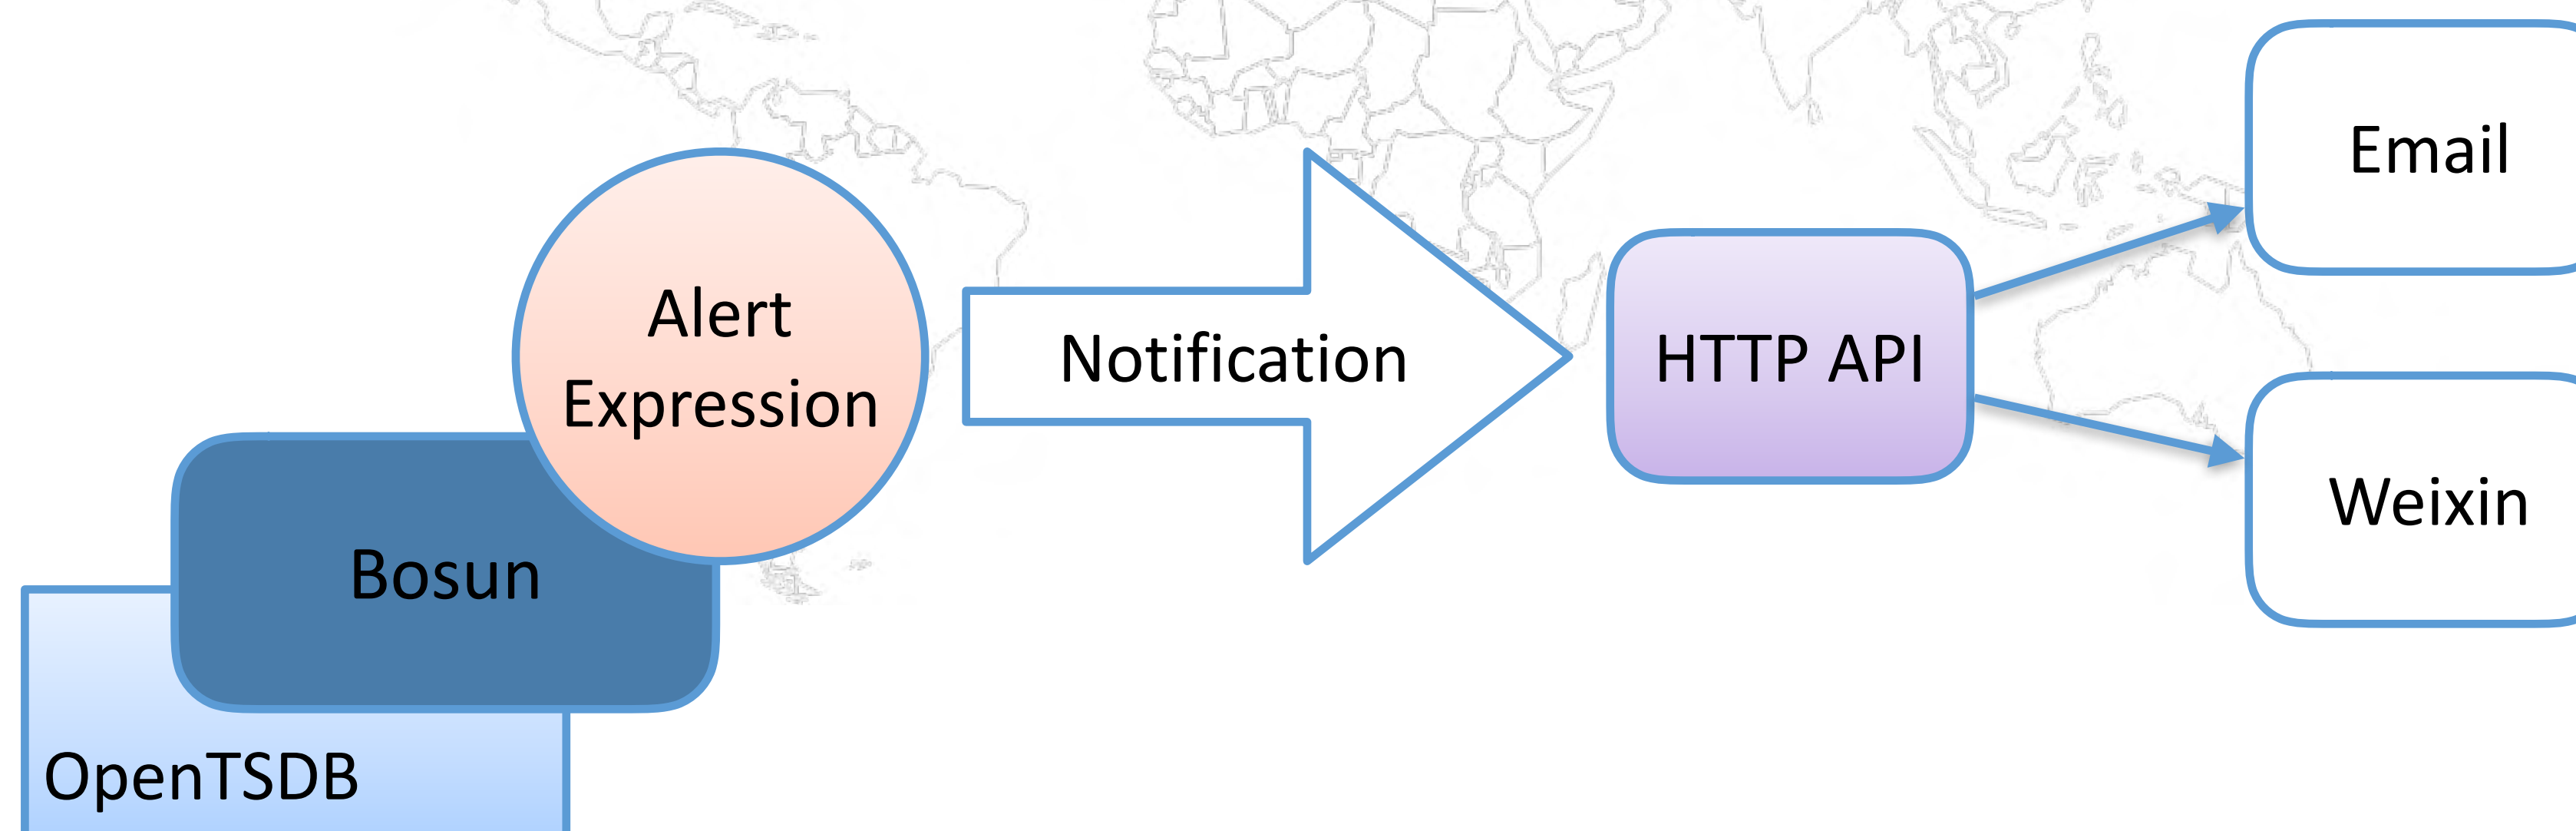 Email
Alert
Expression
Notification
HTTP API
Weixin
Bosun
OpenTSDB